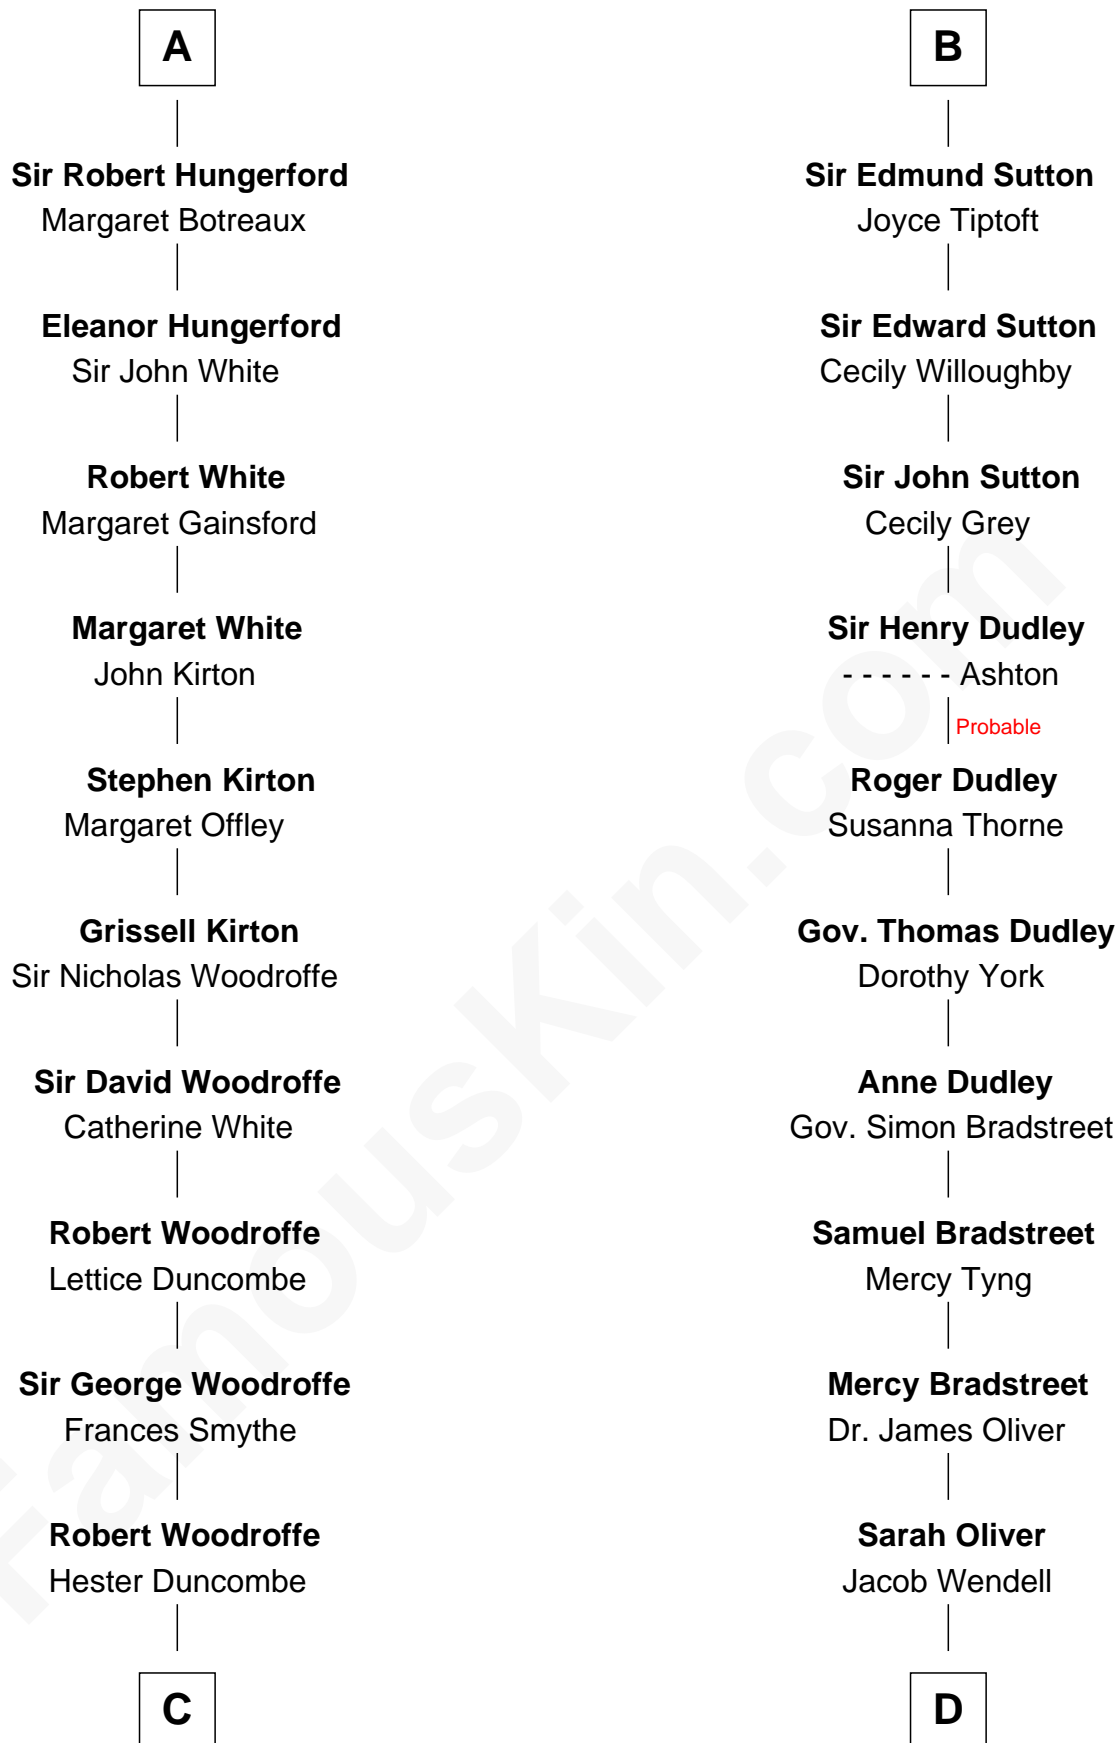 A
Sir Robert Hungerford
Margaret Botreaux
Eleanor Hungerford
Sir John White
Robert White
Margaret Gainsford
Margaret White
John Kirton
Stephen Kirton
Margaret Offley
Grissell Kirton
Sir Nicholas Woodroffe
Sir David Woodroffe
Catherine White
Robert Woodroffe
Lettice Duncombe
Sir George Woodroffe
Frances Smythe
Robert Woodroffe
Hester Duncombe
C
B
Sir Edmund Sutton
Joyce Tiptoft
Sir Edward Sutton
Cecily Willoughby
Sir John Sutton
Cecily Grey
Sir Henry Dudley
- - - - - - Ashton
Probable
Roger Dudley
Susanna Thorne
Gov. Thomas Dudley
Dorothy York
Anne Dudley
Gov. Simon Bradstreet
Samuel Bradstreet
Mercy Tyng
Mercy Bradstreet
Dr. James Oliver
Sarah Oliver
Jacob Wendell
D
FamousKin.com